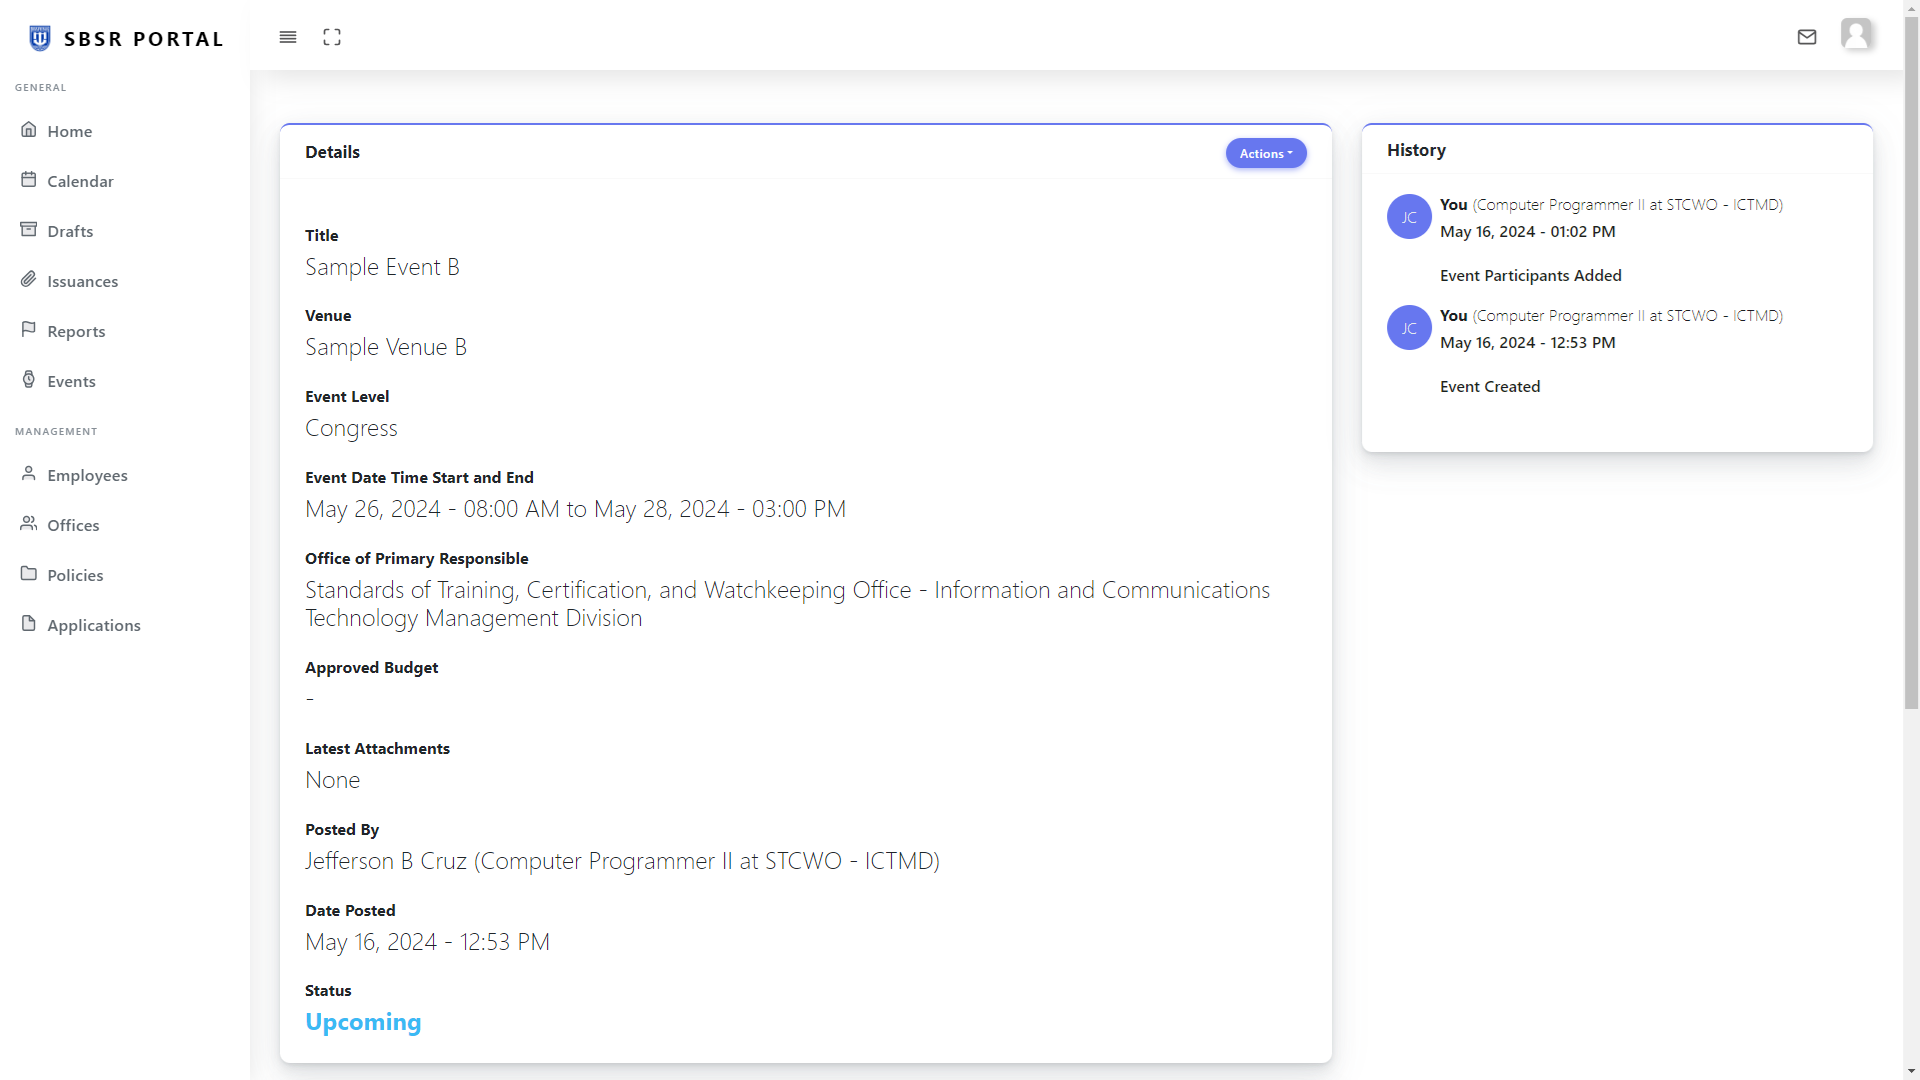 SBSR PORTAL
GENERAL
Home
Calendar
Drafts
Issuances
Reports
Events
MANAGEMENT
Employees
Offices
Policies
Applications
Details
Actions
Title
Sample Event B
Venue
Sample Venue B
Event Level
Congress
Event Date Time Start and End
May 26, 2024 - 08:00 AM to May 28, 2024 - 03:00 PM
Office of Primary Responsible
Standards of Training, Certification, and Watchkeeping Office - Information and Communications
Technology Management Division
Approved Budget
-
Latest Attachments
None
Posted By
Jefferson B Cruz (Computer Programmer II at STCWO - ICTMD)
Date Posted
May 16, 2024 - 12:53 PM
Status
Upcoming
History
JC
You (Computer Programmer II at STCWO - ICTMD)
May 16, 2024 - 01:02 PM
Event Participants Added
JC
You (Computer Programmer II at STCWO - ICTMD)
May 16, 2024 - 12:53 PM
Event Created